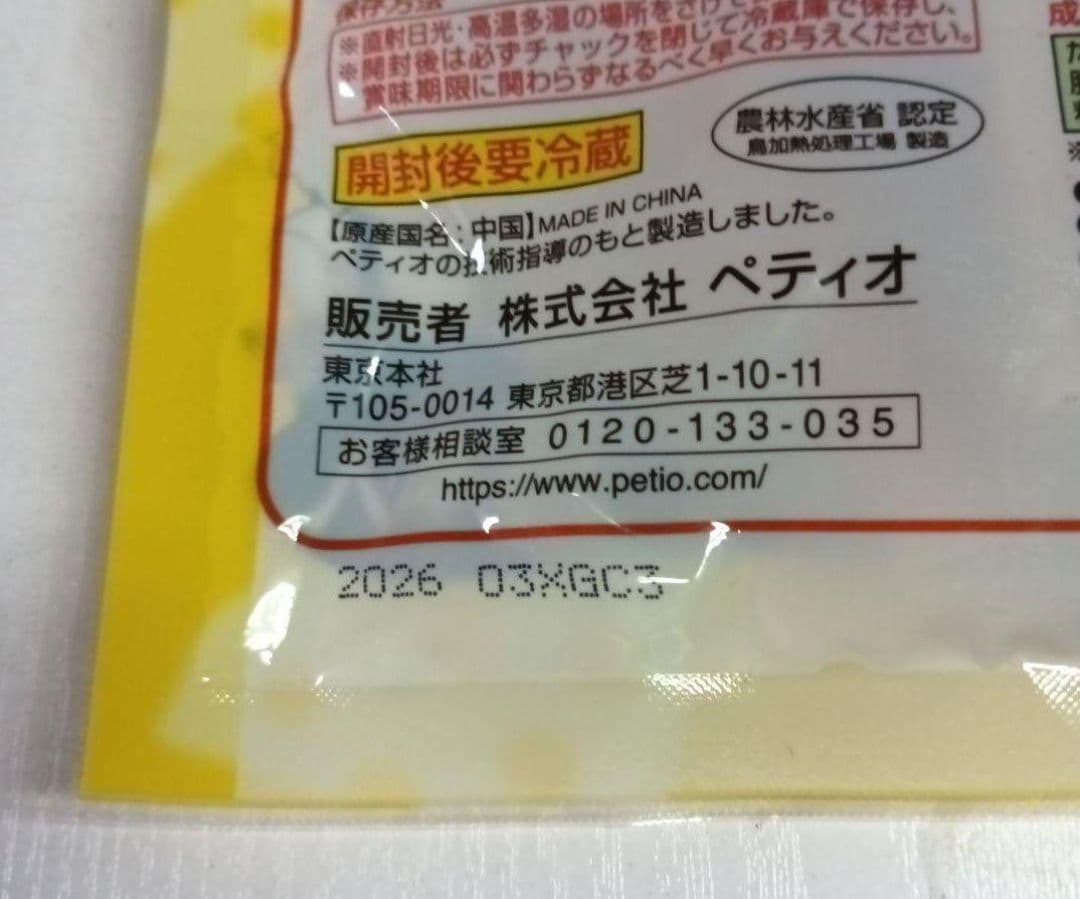 保存方法
※直射日光・高温多湿の場所をさけて
※開封後は必ずチャックを閉じて冷蔵庫で保存し、
賞味期限に関わらずなるべく早くお与えください。
開封後要冷蔵
農林水産省 認定
鳥加熱処理工場 製造
【原産国名:中国】MADE IN CHINA
ペティオの技術指導のもと製造しました。
販売者 株式会社 ペティオ
東京本社
〒105-0014 東京都港区芝1-10-11
お客様相談室 0120-133-035
https://www.petio.com/
2026 03XGC3
成